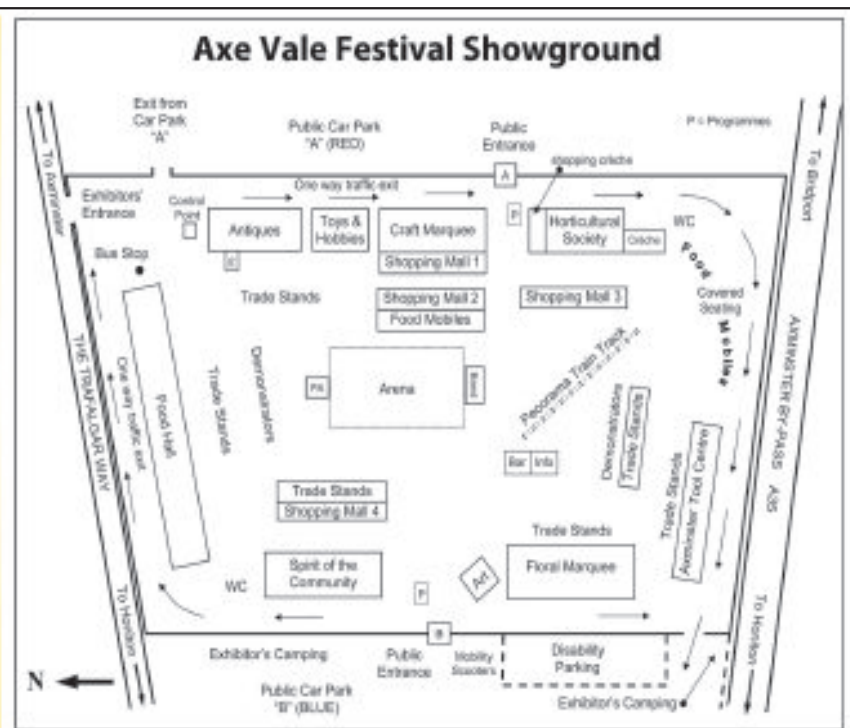 Axe Vale Festival Showground
Exit from
Car Park
"A"
Public Car Park
"A" (RED)
Public
Entrance
P = Programmes
To Axminster
To Bridport
shopping crèche
A
One way traffic exit
Exhibitors'
Entrance
Control
Point
Antiques
Toys &
Hobbies
Craft Marquee
P
Horticultural
Society
Crèche
WC
Shopping Mall 1
Bus Stop
Food
Mobiles
Covered
Seating
Trade Stands
Shopping Mall 2
Food Mobiles
Shopping Mall 3
THE TRAFALGAR WAY
One way traffic exit
Food Hall
Trade Stands
Demonstrators
PA
Arena
Peorama Train Track
AXMINSTER BY-PASS A35
Demonstrators
Trade Stands
Bar
Info
Trade Stands
Axminster Tool Centre
Trade Stands
Shopping Mall 4
Trade Stands
Spirit of the
Community
WC
P
Art
Floral Marquee
To Honiton
To Honiton
B
Exhibitor's Camping
Public
Entrance
Mobility
Scooters
Disability
Parking
N
Public Car Park
"B" (BLUE)
Exhibitor's Camping